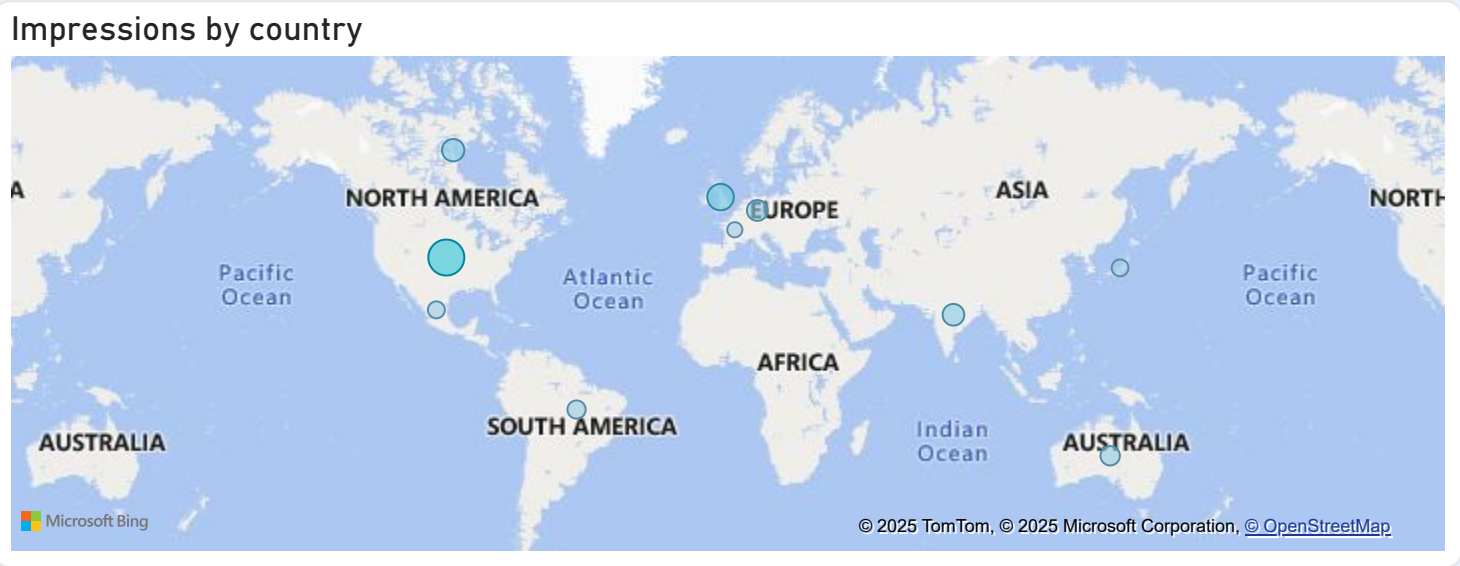 Impressions by country
A
NORTH AMERICA
EUROPE
ASIA
NORTH
Pacific
Ocean
Atlantic
Ocean
Pacific
Ocean
AFRICA
SOUTH AMERICA
Indian
Ocean
AUSTRALIA
AUSTRALIA
Microsoft Bing
© 2025 TomTom, © 2025 Microsoft Corporation, © OpenStreetMap